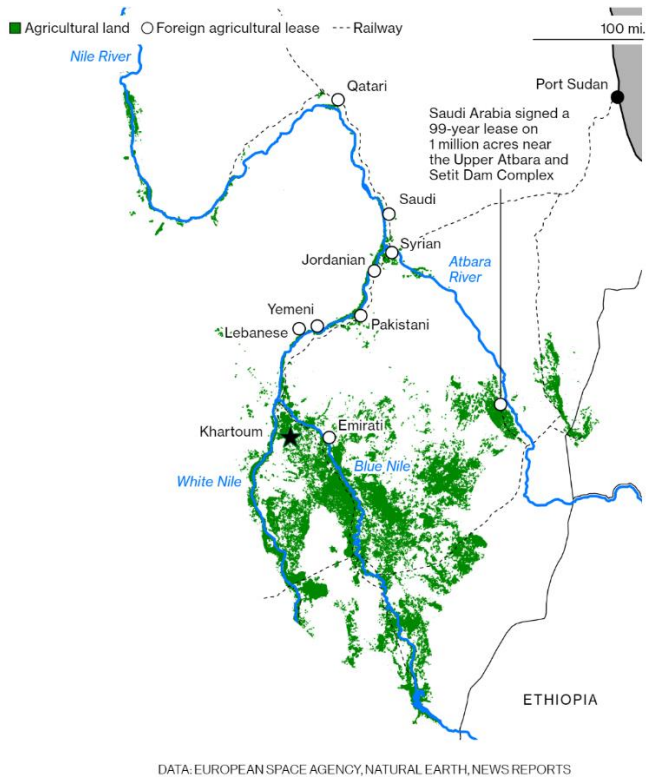 Agricultural land
Foreign agricultural lease
Railway
100 mi.
Nile River
Qatari
Port Sudan
Saudi Arabia signed a
99-year lease on
1 million acres near
the Upper Atbara and
Setit Dam Complex
Saudi
Syrian
Jordanian
Atbara
River
Yemeni
Lebanese
Pakistani
Khartoum
Emirati
White Nile
Blue Nile
ETHIOPIA
DATA: EUROPEAN SPACE AGENCY, NATURAL EARTH, NEWS REPORTS